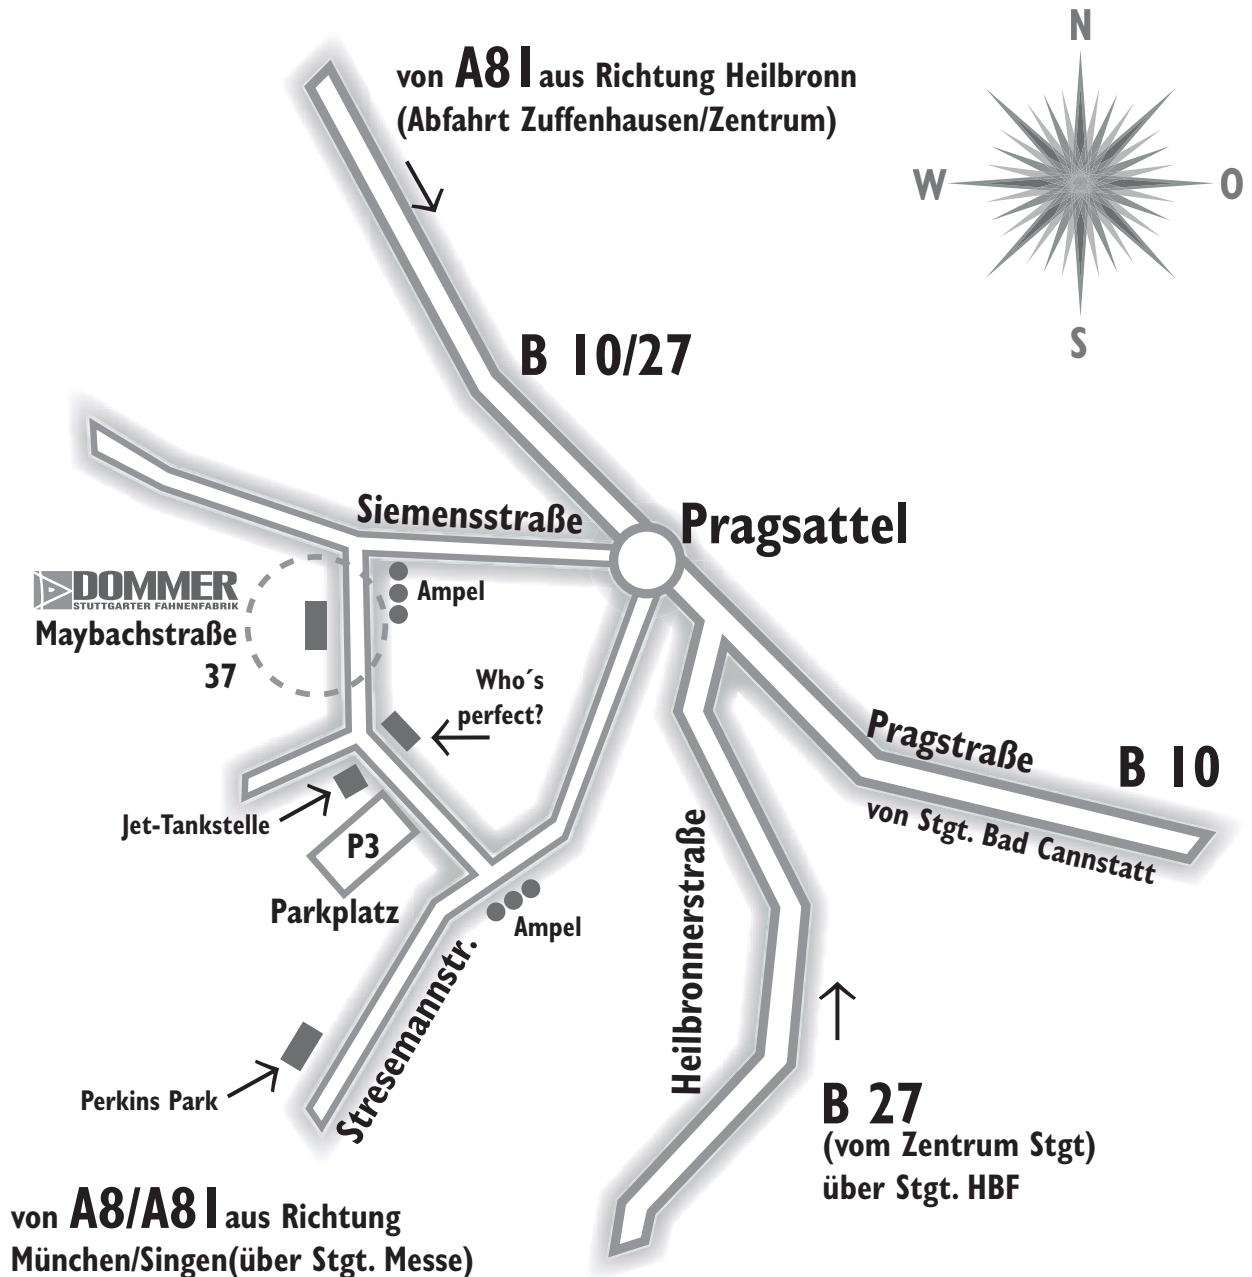 N
von A81 aus Richtung Heilbronn
(Abfahrt Zuffenhausen/Zentrum)
W
O
S
B 10/27
Siemensstraße
Pragsattel
DOMMER
STUTTGARTER FAHNENFABRIK
Ampel
Maybachstraße
37
Who´s
perfect?
Pragstraße
B 10
von Stgt. Bad Cannstatt
Jet-Tankstelle
P3
Parkplatz
Ampel
Heilbronnerstraße
Stresemannstr.
Perkins Park
B 27
(vom Zentrum Stgt)
über Stgt. HBF
von A8/A81 aus Richtung
München/Singen(über Stgt. Messe)